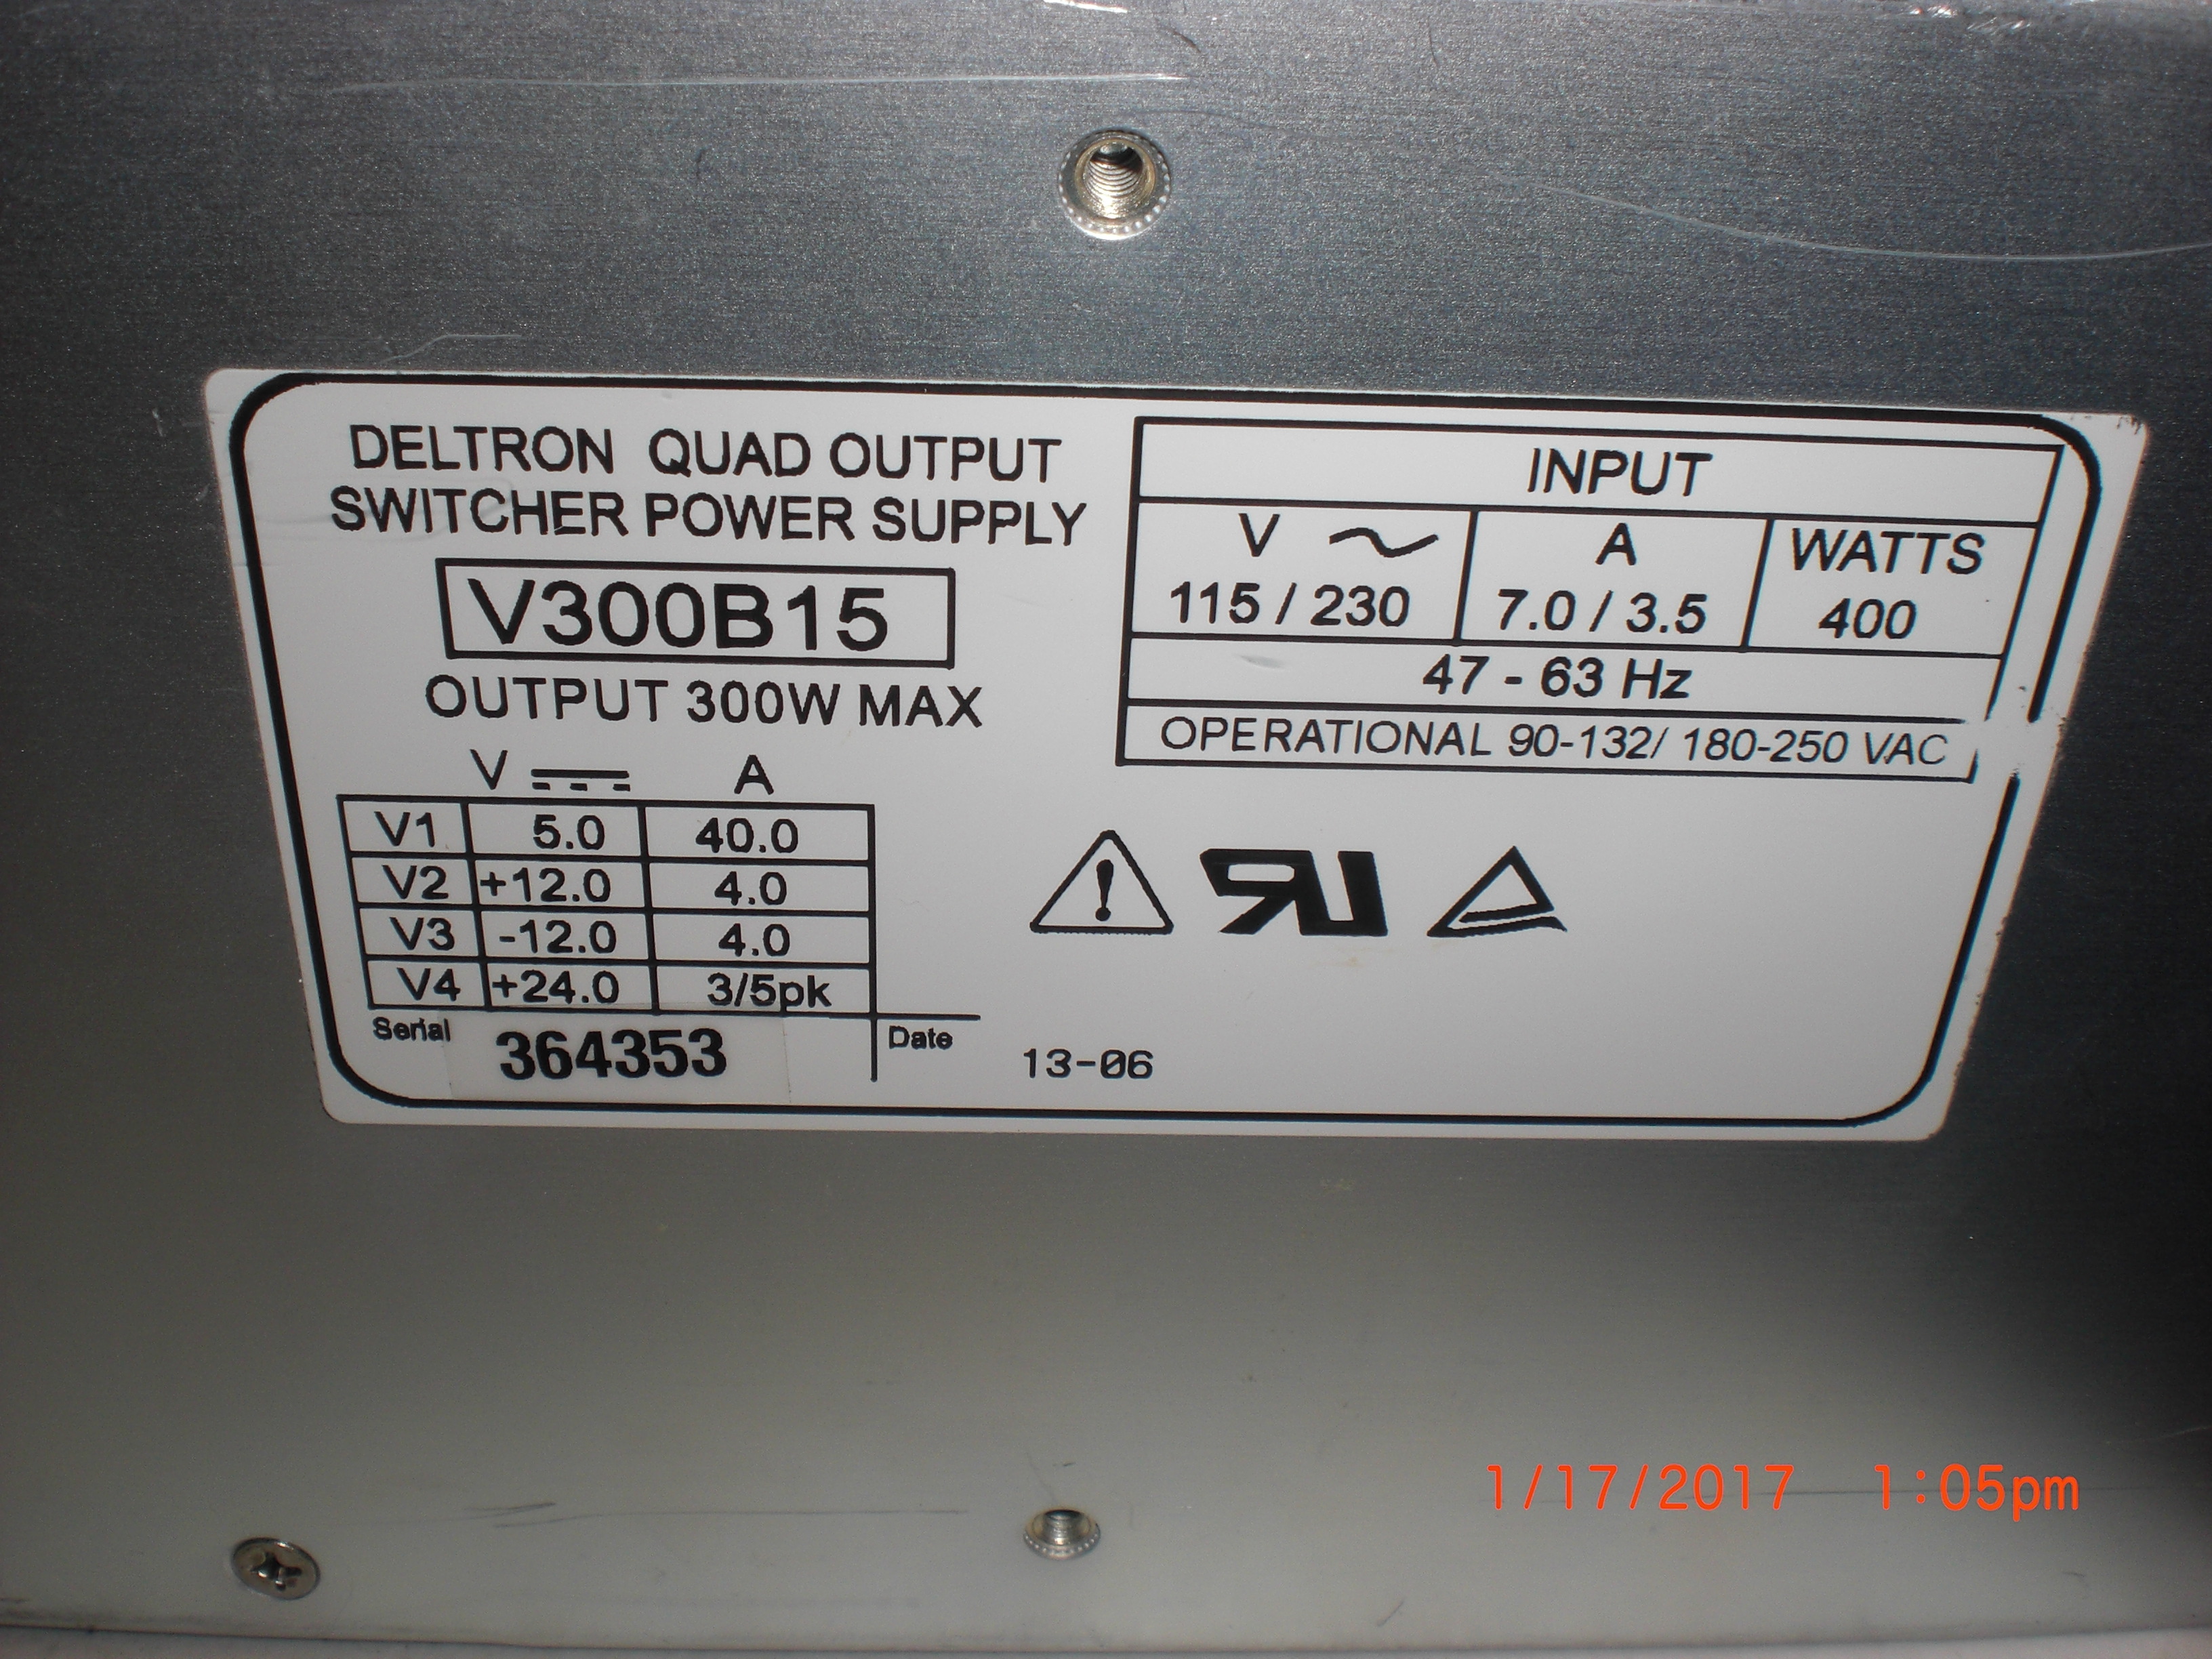 DELTRON QUAD OUTPUT
SWITCHER POWER SUPPLY
V300B15
OUTPUT 300W MAX
V A
V1 5.0 40.0
V2 +12.0 4.0
V3 -12.0 4.0
V4 +24.0 3/5pk
Serial 364353
Date 13-06
INPUT
V ~ A WATTS
115 / 230 7.0 / 3.5 400
47 - 63 Hz
OPERATIONAL 90-132/ 180-250 VAC
1/17/2017 1:05pm